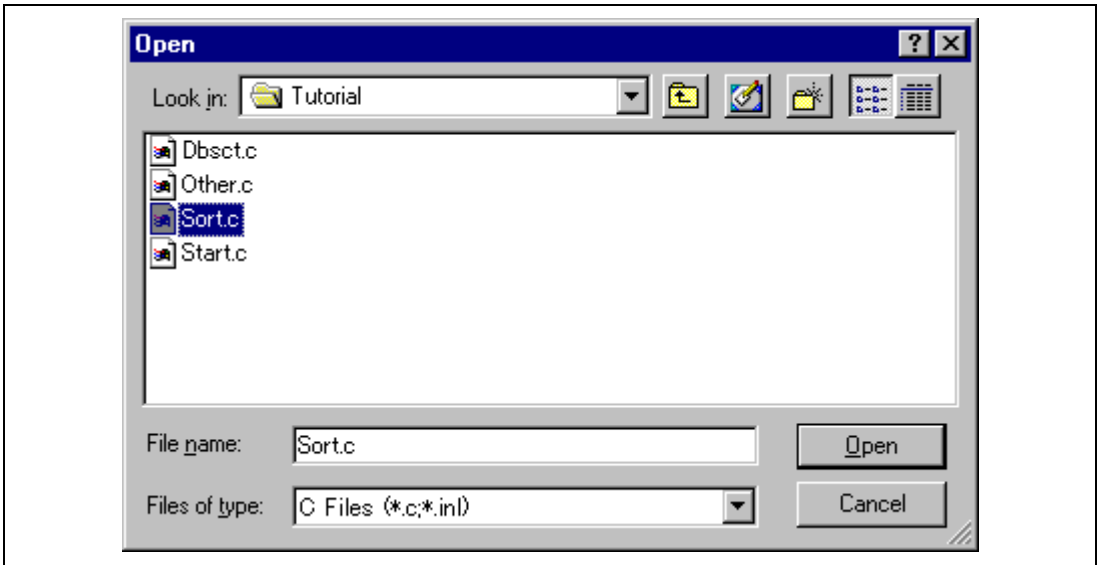 Open
Look in: Tutorial
Dbsct.c
Other.c
Sort.c
Start.c
File name: Sort.c
Open
Files of type: C Files (*.c;*.inl)
Cancel